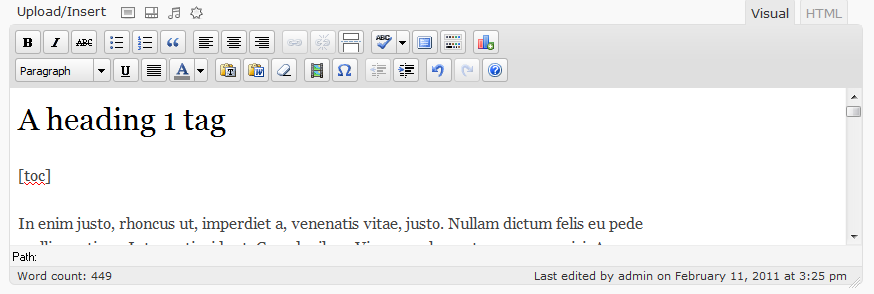 Upload/Insert
Visual HTML
B I ABC ABC
Paragraph U A T W Ω ?
A heading 1 tag
[toc]
In enim justo, rhoncus ut, imperdiet a, venenatis vitae, justo. Nullam dictum felis eu pede
Path:
Word count: 449
Last edited by admin on February 11, 2011 at 3:25 pm